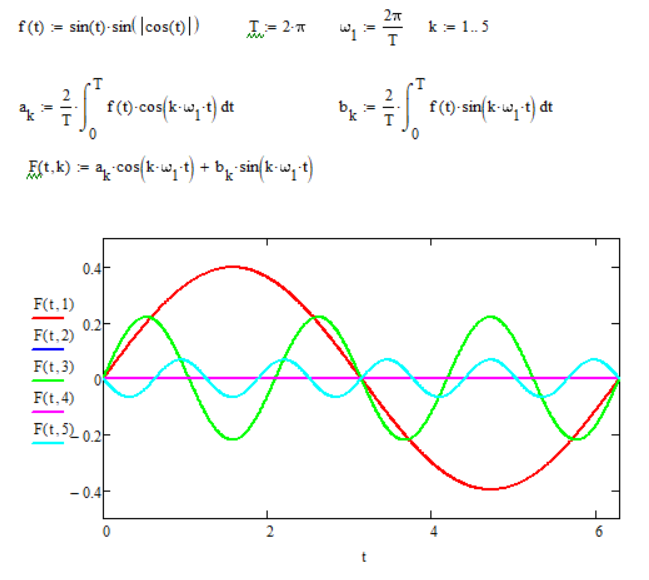 f(t) := sin(t)·sin(|cos(t)|) T := 2·π ω₁ := 2π/T k := 1..5
aₖ := 2/T · ∫₀ᵀ f(t)·cos(k·ω₁·t) dt bₖ := 2/T · ∫₀ᵀ f(t)·sin(k·ω₁·t) dt
F(t,k) := aₖ·cos(k·ω₁·t) + bₖ·sin(k·ω₁·t)
0.4
F(t,1)
0.2
F(t,2)
F(t,3)
0
F(t,4)
F(t,5)
−0.2
−0.4
0 2 4 6
t